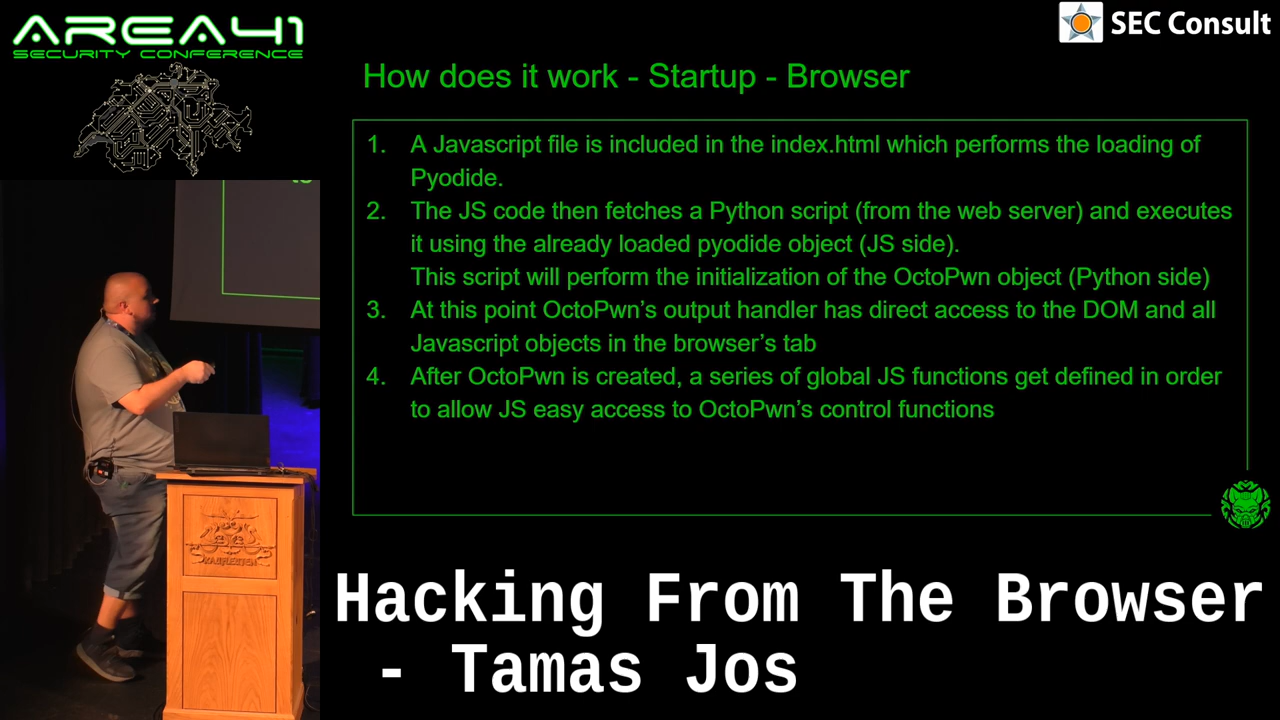 AREA41
SECURITY CONFERENCE
SEC Consult
How does it work - Startup - Browser
1. A Javascript file is included in the index.html which performs the loading of
Pyodide.
2. The JS code then fetches a Python script (from the web server) and executes
it using the already loaded pyodide object (JS side).
This script will perform the initialization of the OctoPwn object (Python side)
3. At this point OctoPwn’s output handler has direct access to the DOM and all
Javascript objects in the browser’s tab
4. After OctoPwn is created, a series of global JS functions get defined in order
to allow JS easy access to OctoPwn’s control functions
Hacking From The Browser
- Tamas Jos